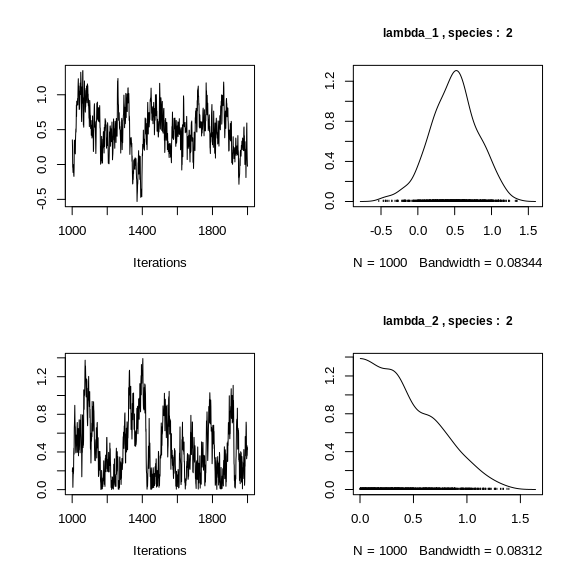 lambda_1 , species : 2
-0.5 0.0 0.5 1.0
1000 1400 1800
Iterations
0.0 0.4 0.8 1.2
-0.5 0.0 0.5 1.0 1.5
N = 1000 Bandwidth = 0.08344
lambda_2 , species : 2
0.0 0.4 0.8 1.2
1000 1400 1800
Iterations
0.0 0.4 0.8 1.2
0.0 0.5 1.0 1.5
N = 1000 Bandwidth = 0.08312